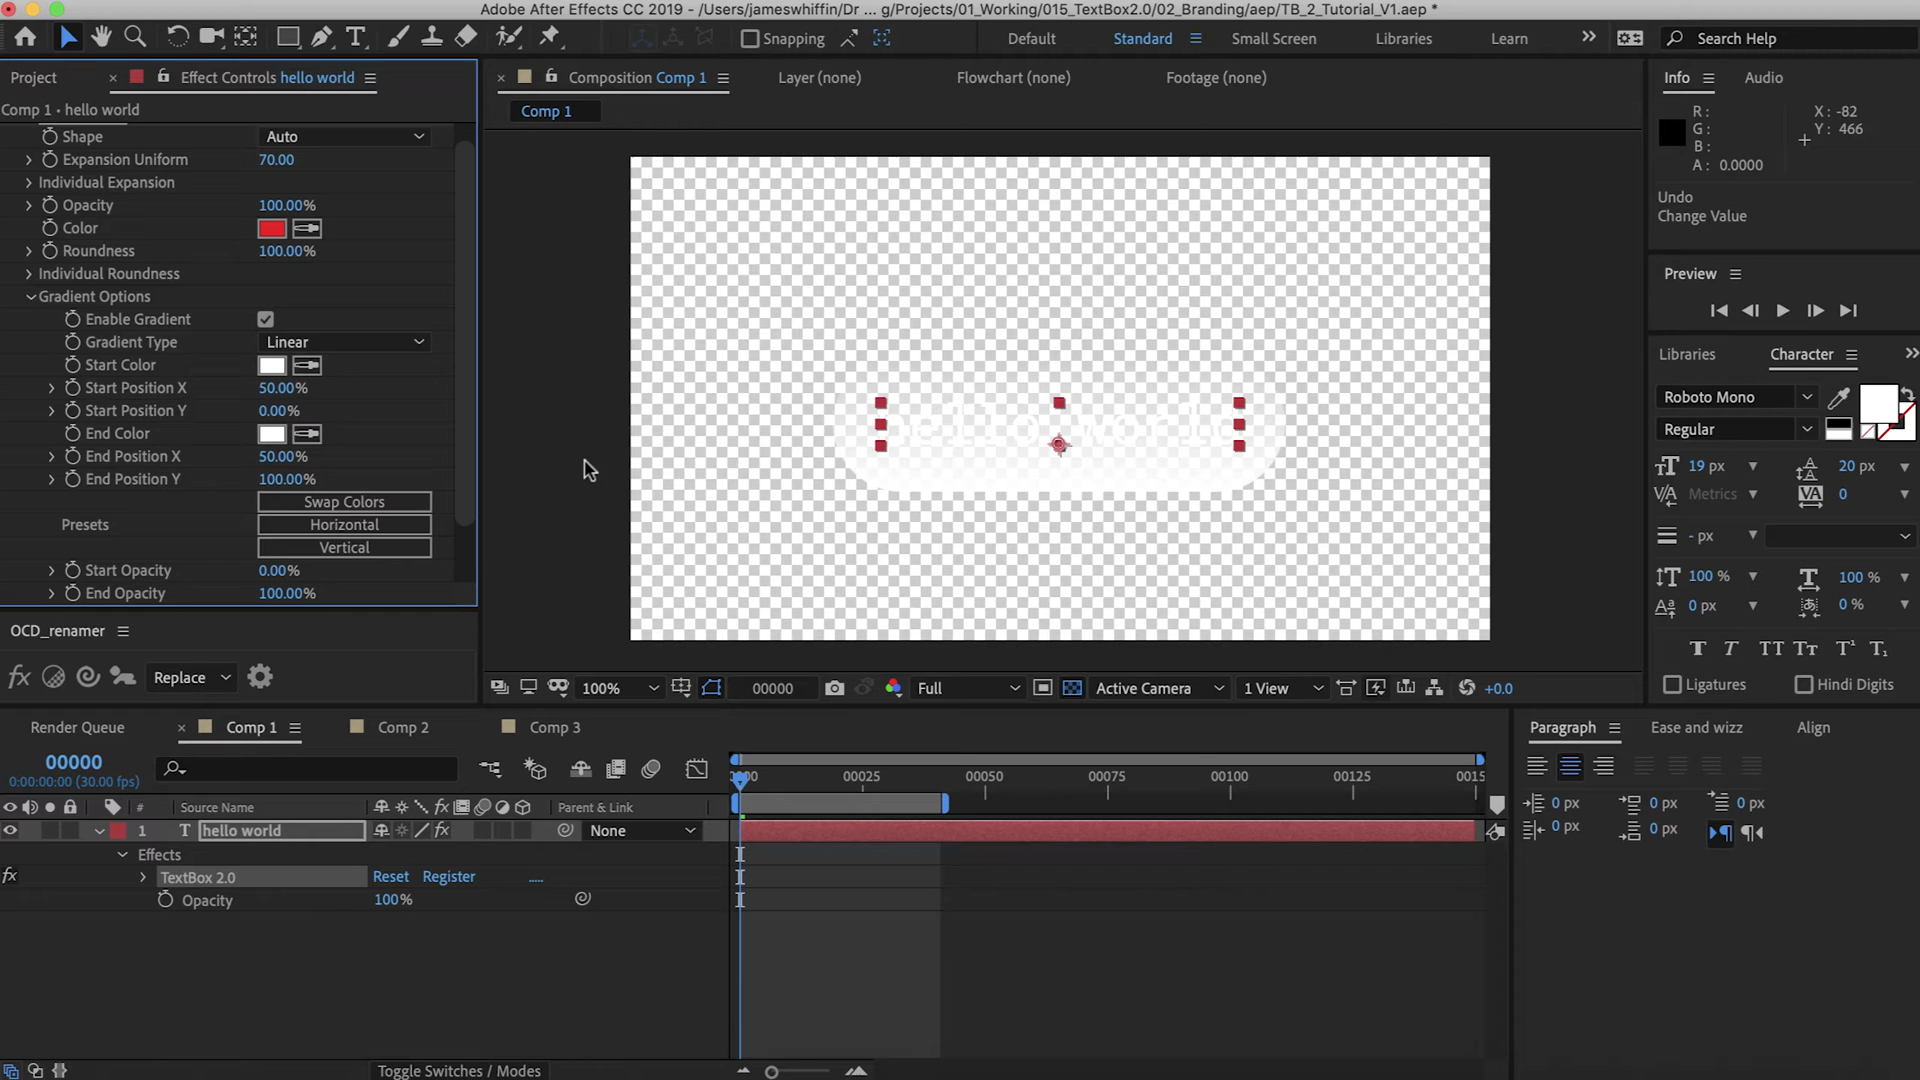 Adobe After Effects CC 2019 - /Users/jameswhiffin/Dr ... g/Projects/01_Working/015_TextBox2.0/02_Branding/aep/TB_2_Tutorial_V1.aep *
Snapping
Default
Standard
Small Screen
Libraries
Learn
Search Help
Project
Effect Controls hello world
Comp 1 • hello world
Shape Auto
Expansion Uniform 70.00
Individual Expansion
Opacity 100.00%
Color
Roundness 100.00%
Individual Roundness
Gradient Options
Enable Gradient
Gradient Type Linear
Start Color
Start Position X 50.00%
Start Position Y 0.00%
End Color
End Position X 50.00%
End Position Y 100.00%
Swap Colors
Presets Horizontal
Vertical
Start Opacity 0.00%
End Opacity 100.00%
OCD_renamer
fx Replace
Composition Comp 1
Layer (none)
Flowchart (none)
Footage (none)
Comp 1
hello world
100%
00000
Full
Active Camera
1 View
+0.0
Info
Audio
R:
G:
B:
A: 0.0000
X: -82
Y: 466
Undo
Change Value
Preview
Libraries
Character
Roboto Mono
Regular
19 px
20 px
Metrics
0
- px
100 %
100 %
0 px
0 %
T T TT TT T¹ T₁
Ligatures
Hindi Digits
Render Queue
Comp 1
Comp 2
Comp 3
00000
0:00:00:00 (30.00 fps)
00025
00050
00075
00100
00125
# Source Name
Parent & Link
1 T hello world
None
Effects
fx TextBox 2.0 Reset Register .....
Opacity 100%
Toggle Switches / Modes
Paragraph
Ease and wizz
Align
0 px
0 px
0 px
0 px
0 px